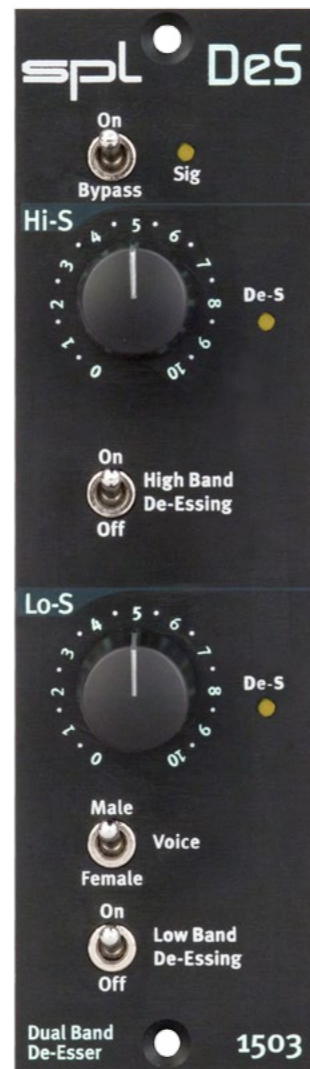 spl DeS
On
Bypass
Sig
Hi-S
0 1 2 3 4 5 6 7 8 9 10
De-S
On
High Band
De-Essing
Off
Lo-S
0 1 2 3 4 5 6 7 8 9 10
De-S
Male
Voice
Female
On
Low Band
De-Essing
Off
Dual Band
De-Esser
1503